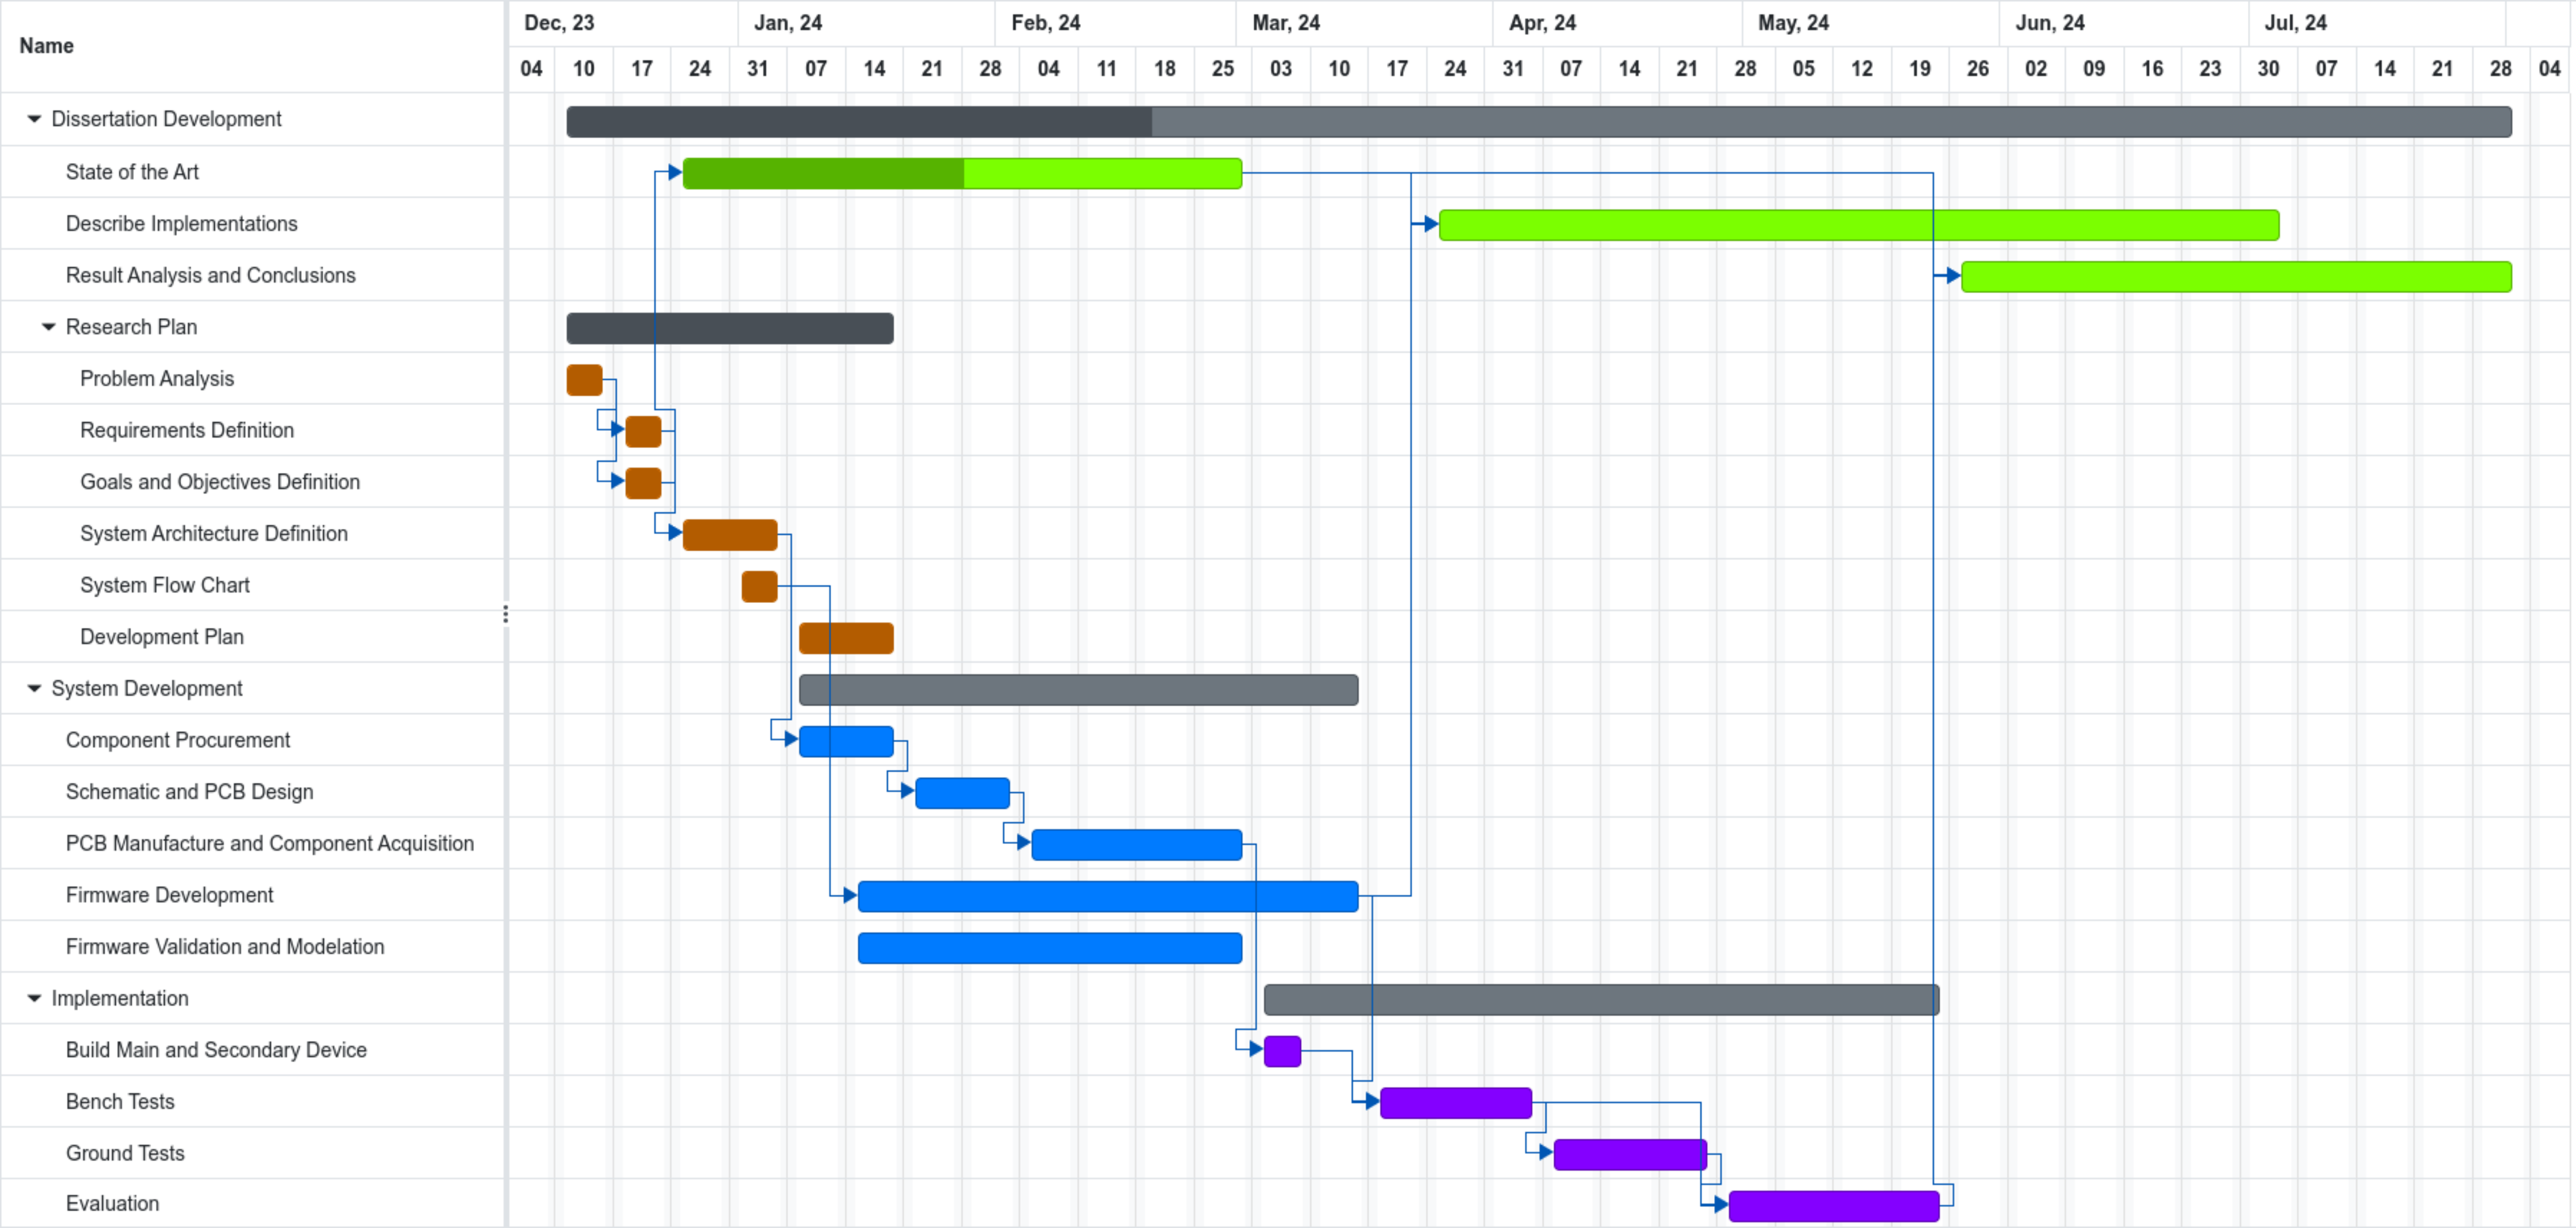 Name
Dec, 23 Jan, 24 Feb, 24 Mar, 24 Apr, 24 May, 24 Jun, 24 Jul, 24
04 10 17 24 31 07 14 21 28 04 11 18 25 03 10 17 24 31 07 14 21 28 05 12 19 26 02 09 16 23 30 07 14 21 28 04
Dissertation Development
State of the Art
Describe Implementations
Result Analysis and Conclusions
Research Plan
Problem Analysis
Requirements Definition
Goals and Objectives Definition
System Architecture Definition
System Flow Chart
Development Plan
System Development
Component Procurement
Schematic and PCB Design
PCB Manufacture and Component Acquisition
Firmware Development
Firmware Validation and Modelation
Implementation
Build Main and Secondary Device
Bench Tests
Ground Tests
Evaluation